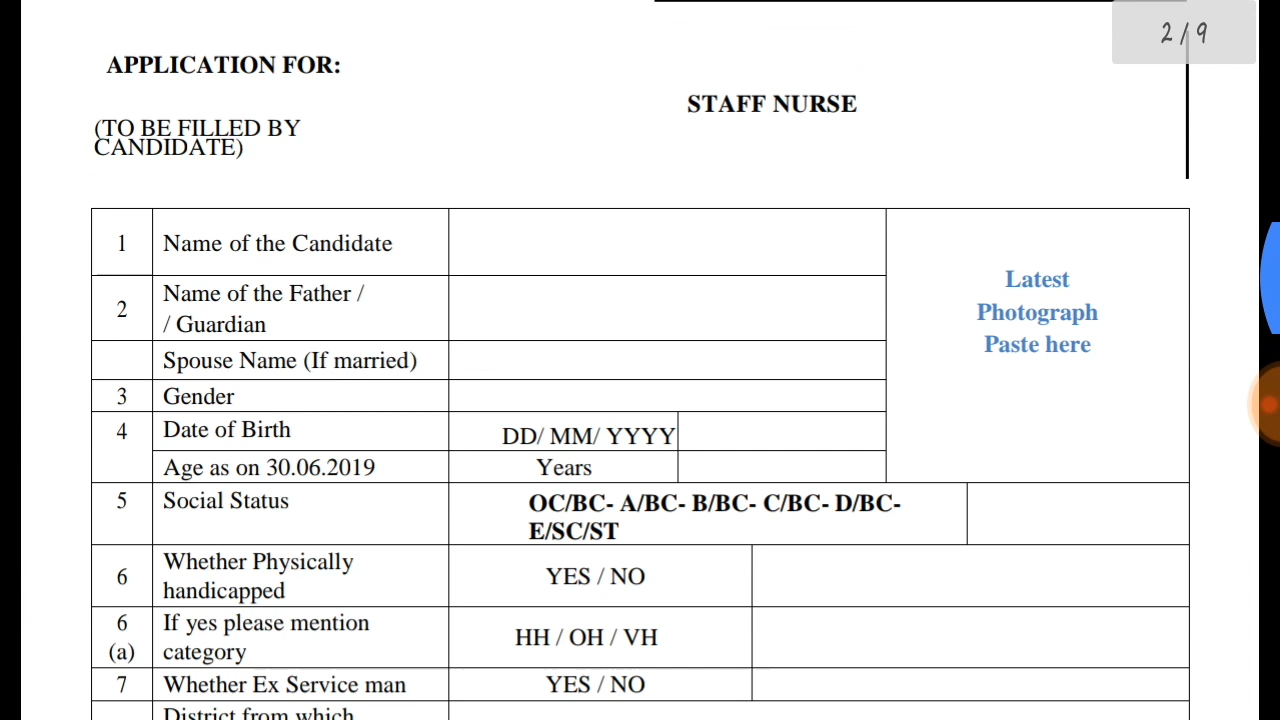 2/9
APPLICATION FOR:
STAFF NURSE
(TO BE FILLED BY
CANDIDATE)
1
Name of the Candidate
Latest
Photograph
Paste here
2
Name of the Father /
/ Guardian
Spouse Name (If married)
3
Gender
4
Date of Birth
DD/ MM/ YYYY
Age as on 30.06.2019
Years
5
Social Status
OC/BC- A/BC- B/BC- C/BC- D/BC-
E/SC/ST
6
Whether Physically
handicapped
YES / NO
6
(a)
If yes please mention
category
HH / OH / VH
7
Whether Ex Service man
YES / NO
District from which